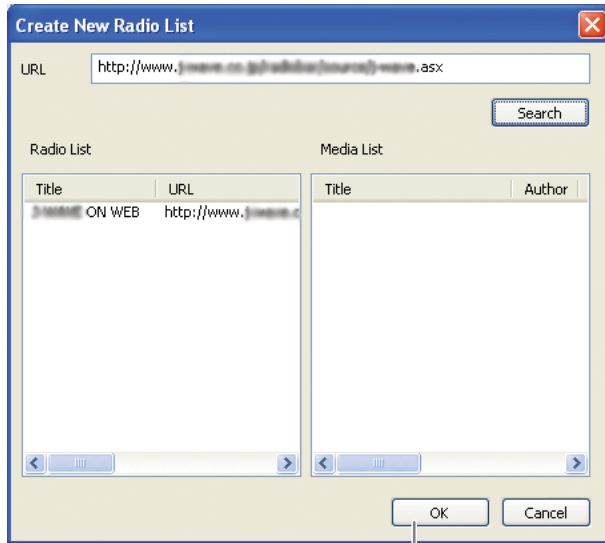 Create New Radio List
URL http://www. .asx
Search
Radio List Media List
Title URL Title Author
ON WEB http://www.
OK Cancel